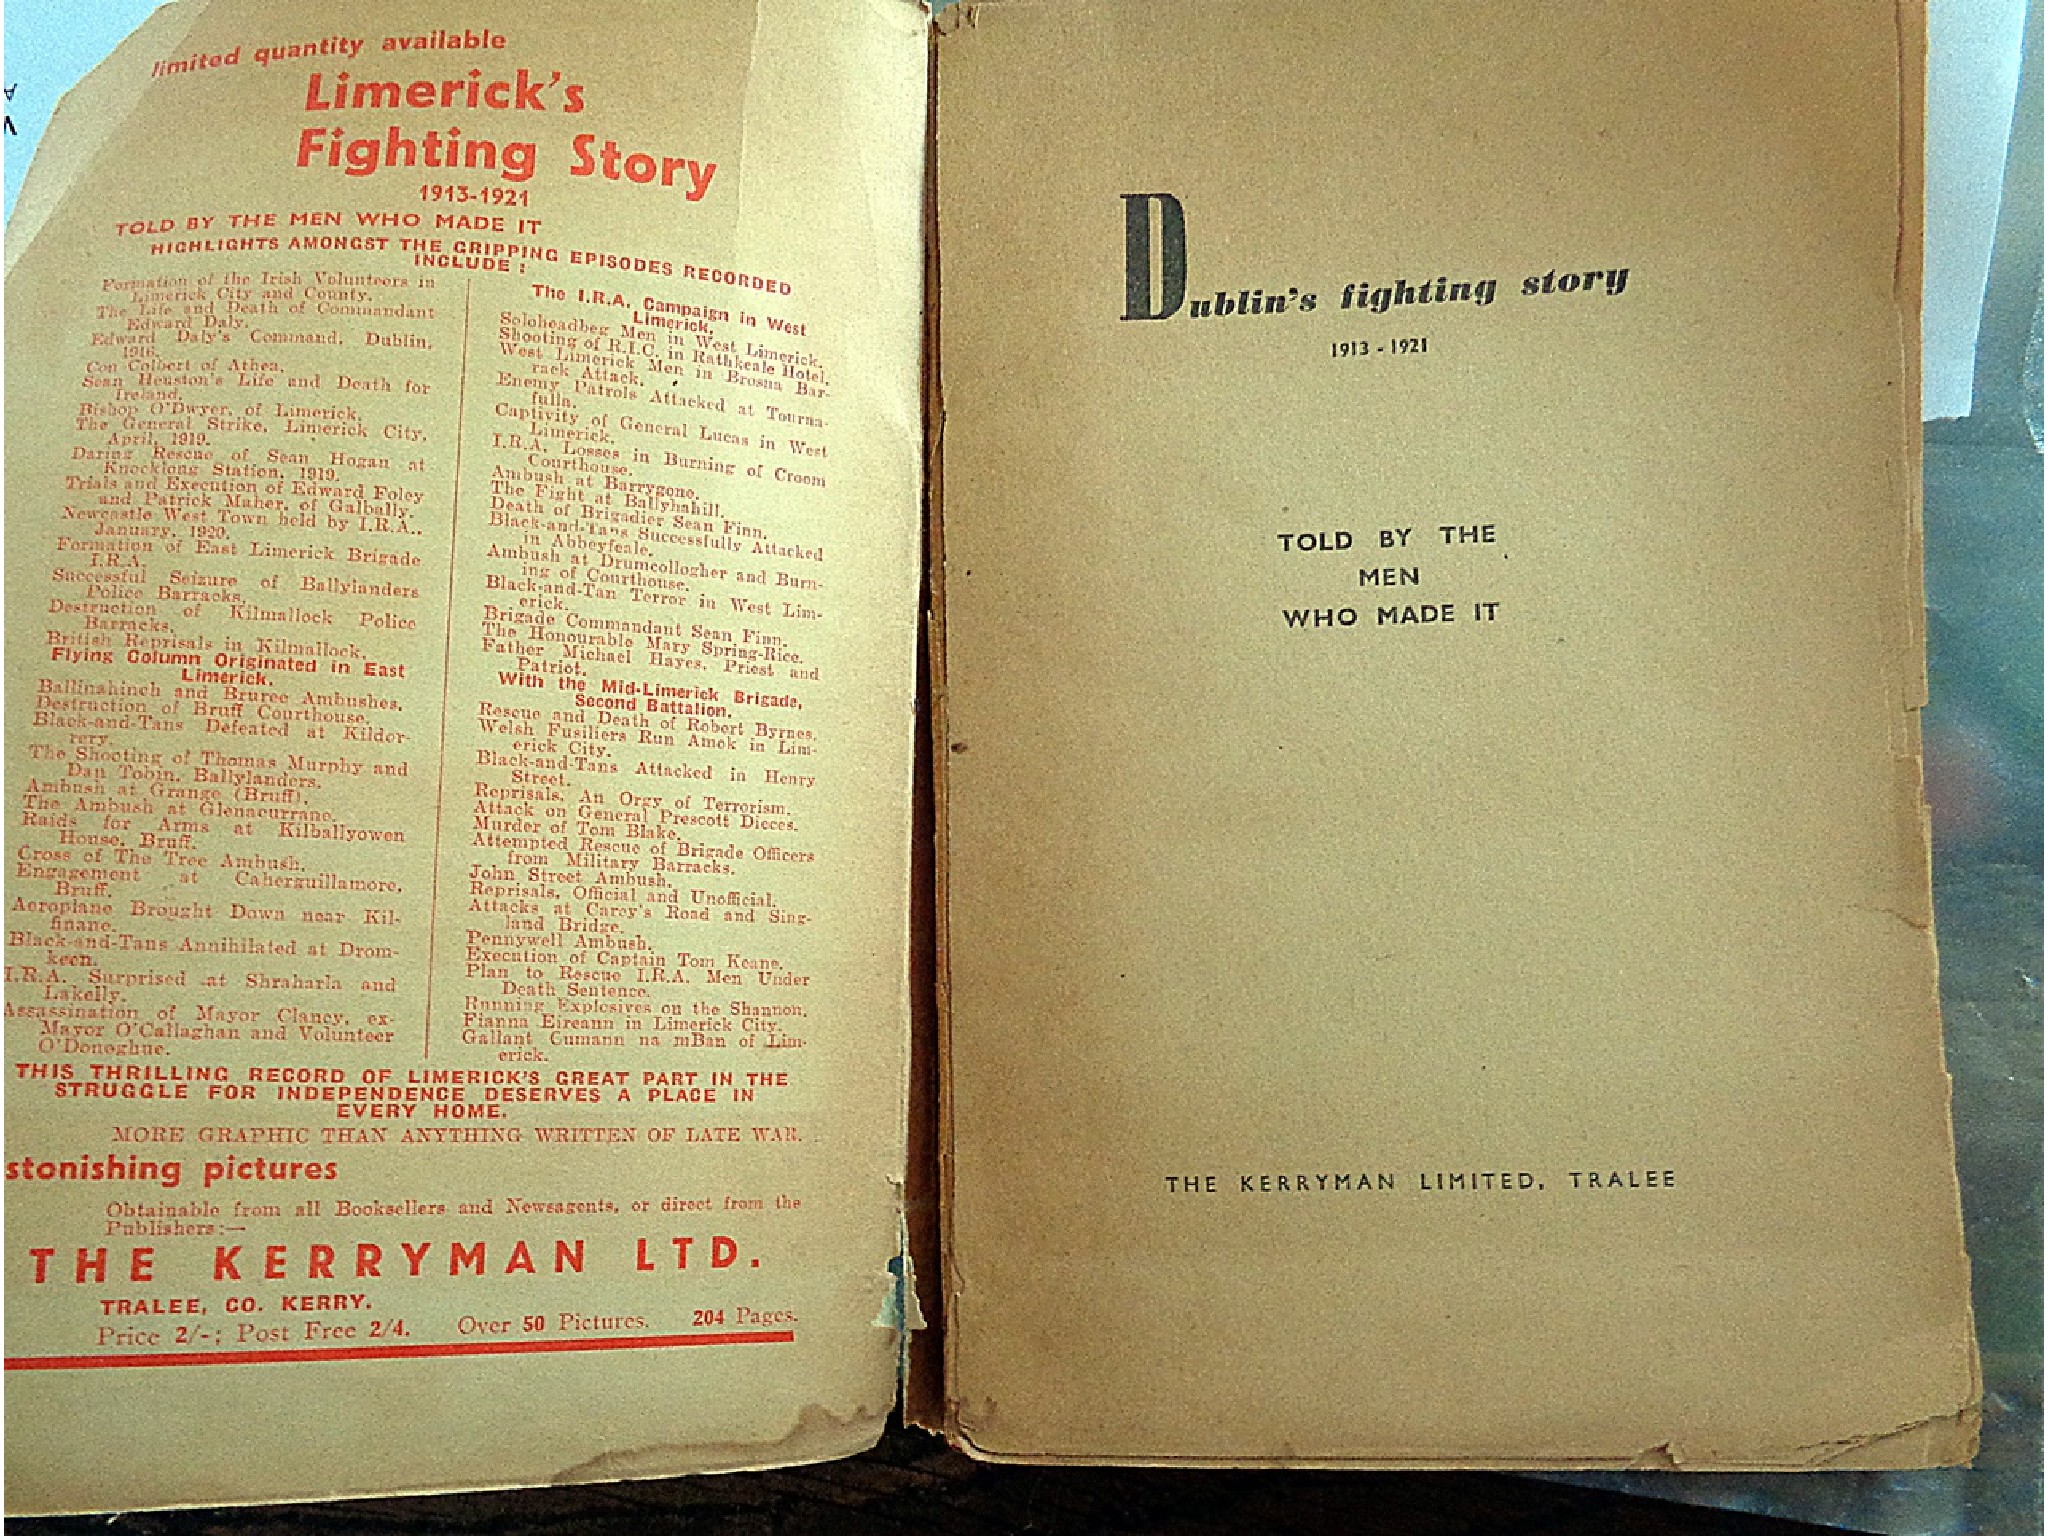 limited quantity available
Limerick's
Fighting Story
1913-1921
TOLD BY THE MEN WHO MADE IT
HIGHLIGHTS AMONGST THE GRIPPING EPISODES RECORDED
INCLUDE :
Formation of the Irish Volunteers in
Limerick City and County.
The Life and Death of Commandant
Edward Daly.
Edward Daly's Command, Dublin,
1916.
Con Colbert of Athea.
Sean Heuston's Life and Death for
Ireland.
Bishop O'Dwyer, of Limerick.
The General Strike, Limerick City,
April, 1919.
Daring Rescue of Sean Hogan at
Knocklong Station, 1919.
Trials and Execution of Edward Foley
and Patrick Maher, of Galbally.
Newcastle West Town held by I.R.A.,
January, 1920.
Formation of East Limerick Brigade
I.R.A.
Successful Seizure of Ballylanders
Police Barracks.
Destruction of Kilmallock Police
Barracks.
British Reprisals in Kilmallock.
Flying Column Originated in East
Limerick.
Ballinahinch and Bruree Ambushes.
Destruction of Bruff Courthouse.
Black-and-Tans Defeated at Kildor-
rery.
The Shooting of Thomas Murphy and
Dan Tobin, Ballylanders.
Ambush at Grange (Bruff).
The Ambush at Glenacurrane.
Raids for Arms at Kilballyowen
House, Bruff.
Cross of The Tree Ambush.
Engagement at Caherguillamore,
Bruff.
Aeroplane Brought Down near Kil-
finane.
Black-and-Tans Annihilated at Drom-
keen.
I.R.A. Surprised at Shraharla and
Lakelly.
Assassination of Mayor Clancy, ex-
Mayor O'Callaghan and Volunteer
O'Donoghue.
The I.R.A. Campaign in West
Limerick.
Soloheadbeg Men in West Limerick.
Shooting of R.I.C. in Rathkeale Hotel.
West Limerick Men in Brosna Bar-
rack Attack.
Enemy Patrols Attacked at Tourna-
fulla.
Captivity of General Lucas in West
Limerick.
I.R.A. Losses in Burning of Croom
Courthouse.
Ambush at Barrygone.
The Fight at Ballyhahill.
Death of Brigadier Sean Finn.
Black-and-Tans Successfully Attacked
in Abbeyfeale.
Ambush at Drumcollogher and Burn-
ing of Courthouse.
Black-and-Tan Terror in West Lim-
erick.
Brigade Commandant Sean Finn.
The Honourable Mary Spring-Rice.
Father Michael Hayes, Priest and
Patriot.
With the Mid-Limerick Brigade,
Second Battalion.
Rescue and Death of Robert Byrnes.
Welsh Fusiliers Run Amok in Lim-
erick City.
Black-and-Tans Attacked in Henry
Street.
Reprisals, An Orgy of Terrorism.
Attack on General Prescott Dieces.
Murder of Tom Blake.
Attempted Rescue of Brigade Officers
from Military Barracks.
John Street Ambush.
Reprisals, Official and Unofficial.
Attacks at Carey's Road and Sing-
land Bridge.
Pennywell Ambush.
Execution of Captain Tom Keane.
Plan to Rescue I.R.A. Men Under
Death Sentence.
Running Explosives on the Shannon.
Fianna Eireann in Limerick City.
Gallant Cumann na mBan of Lim-
erick.
THIS THRILLING RECORD OF LIMERICK'S GREAT PART IN THE
STRUGGLE FOR INDEPENDENCE DESERVES A PLACE IN
EVERY HOME.
MORE GRAPHIC THAN ANYTHING WRITTEN OF LATE WAR.
stonishing pictures
Obtainable from all Booksellers and Newsagents, or direct from the
Publishers:—
THE KERRYMAN LTD.
TRALEE, CO. KERRY.
Price 2/-; Post Free 2/4. Over 50 Pictures. 204 Pages.
Dublin's fighting story
1913 - 1921
TOLD BY THE
MEN
WHO MADE IT
THE KERRYMAN LIMITED, TRALEE